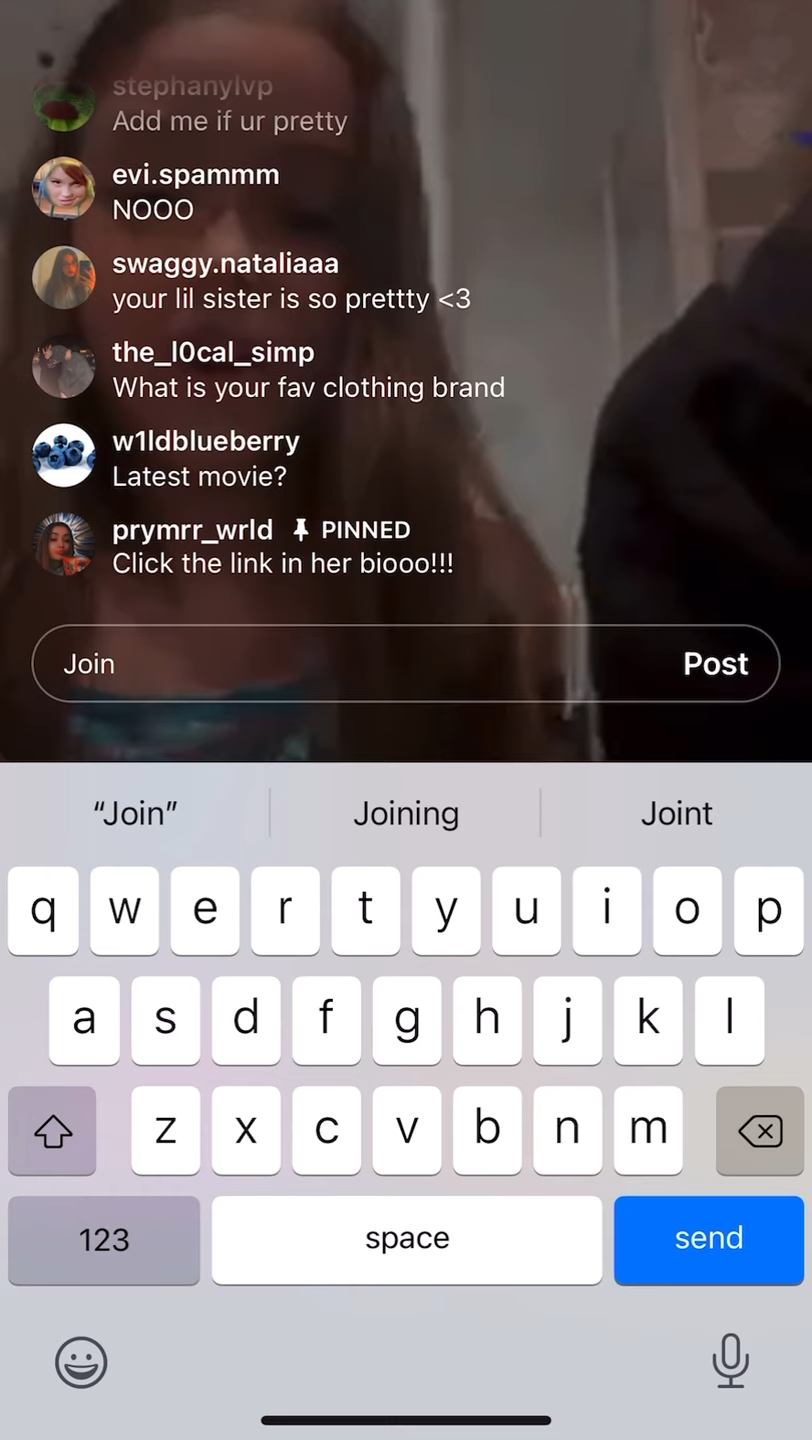 stephanylvp
Add me if ur pretty
evi.spammm
NOOO
swaggy.nataliaaa
your lil sister is so prettty <3
the_l0cal_simp
What is your fav clothing brand
w1ldblueberry
Latest movie?
prymrr_wrld PINNED
Click the link in her biooo!!!
Join Post
“Join” Joining Joint
q w e r t y u i o p
a s d f g h j k l
z x c v b n m
123 space send